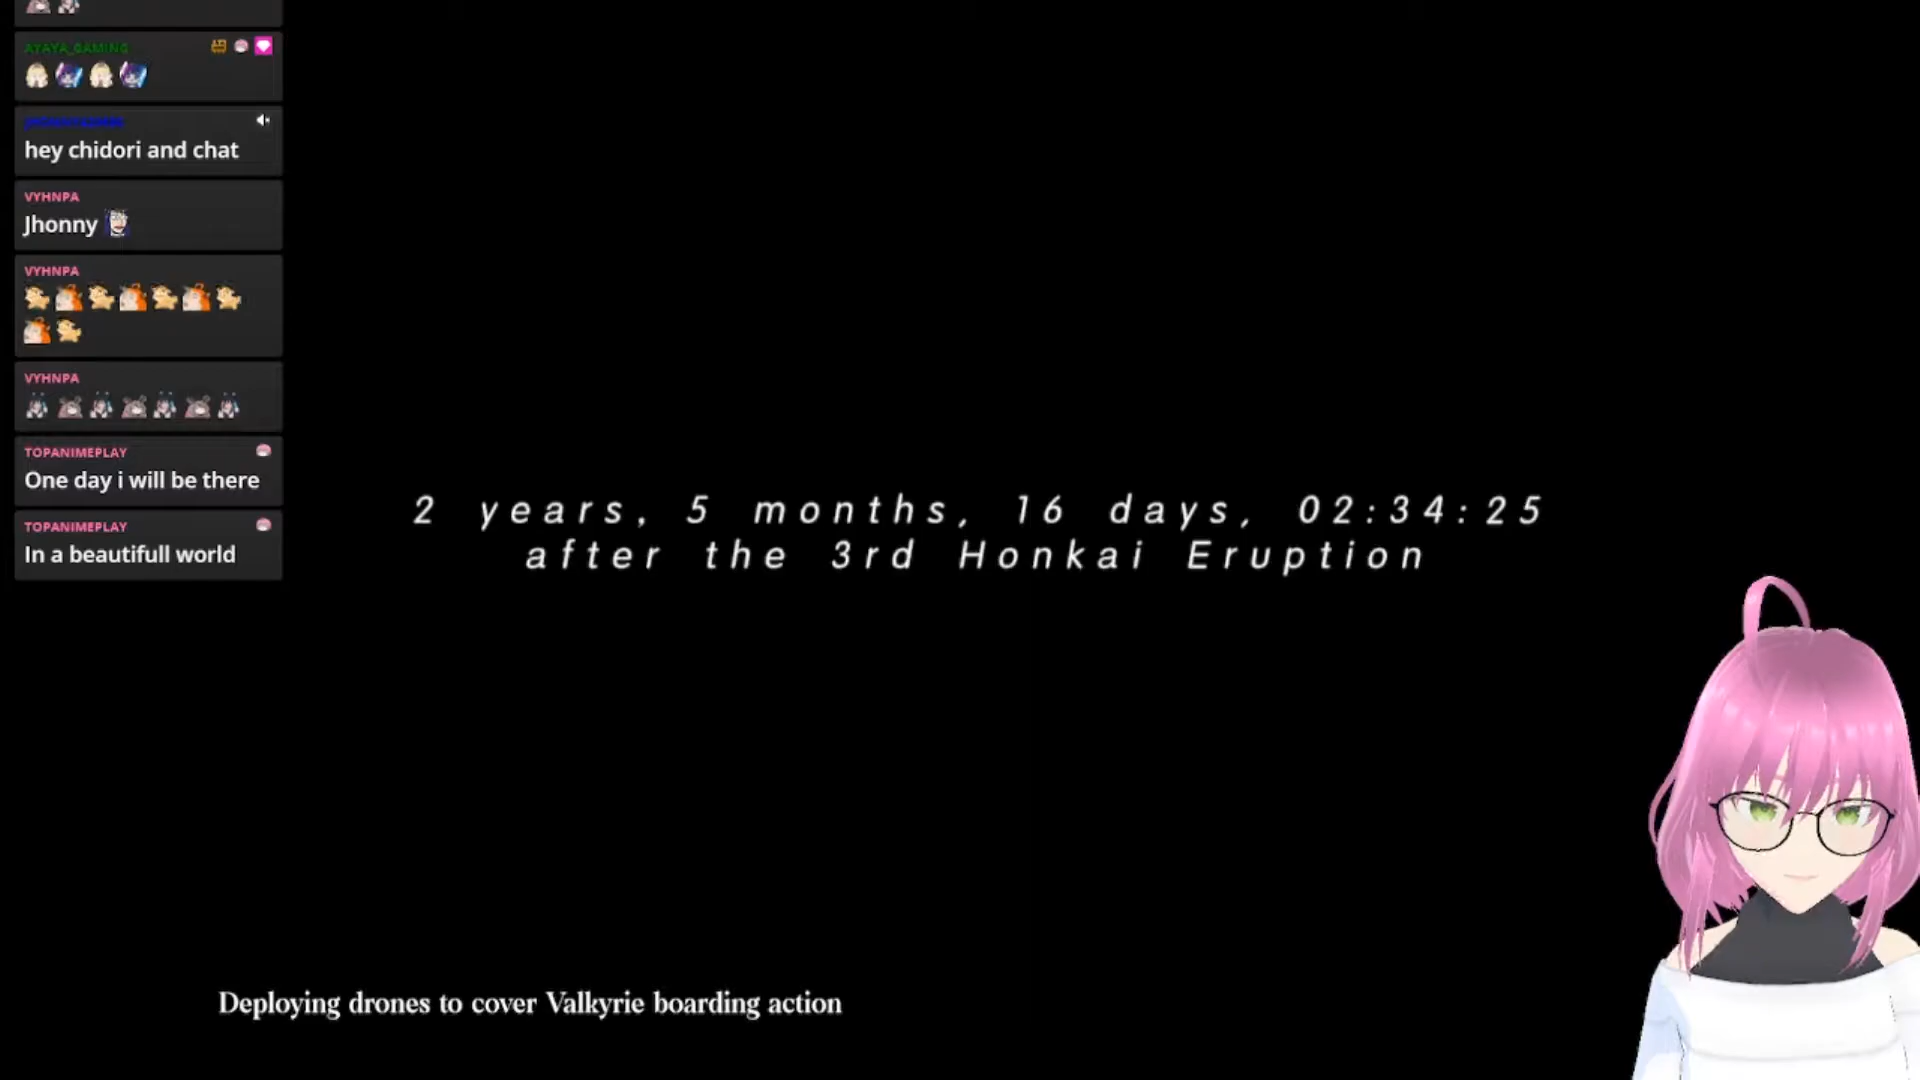 AYAYA_GAMING
hey chidori and chat
VYHNPA
Jhonny
VYHNPA
VYHNPA
TOPANIMEPLAY
One day i will be there
TOPANIMEPLAY
In a beautifull world
2 years, 5 months, 16 days, 02:34:25
after the 3rd Honkai Eruption
Deploying drones to cover Valkyrie boarding action